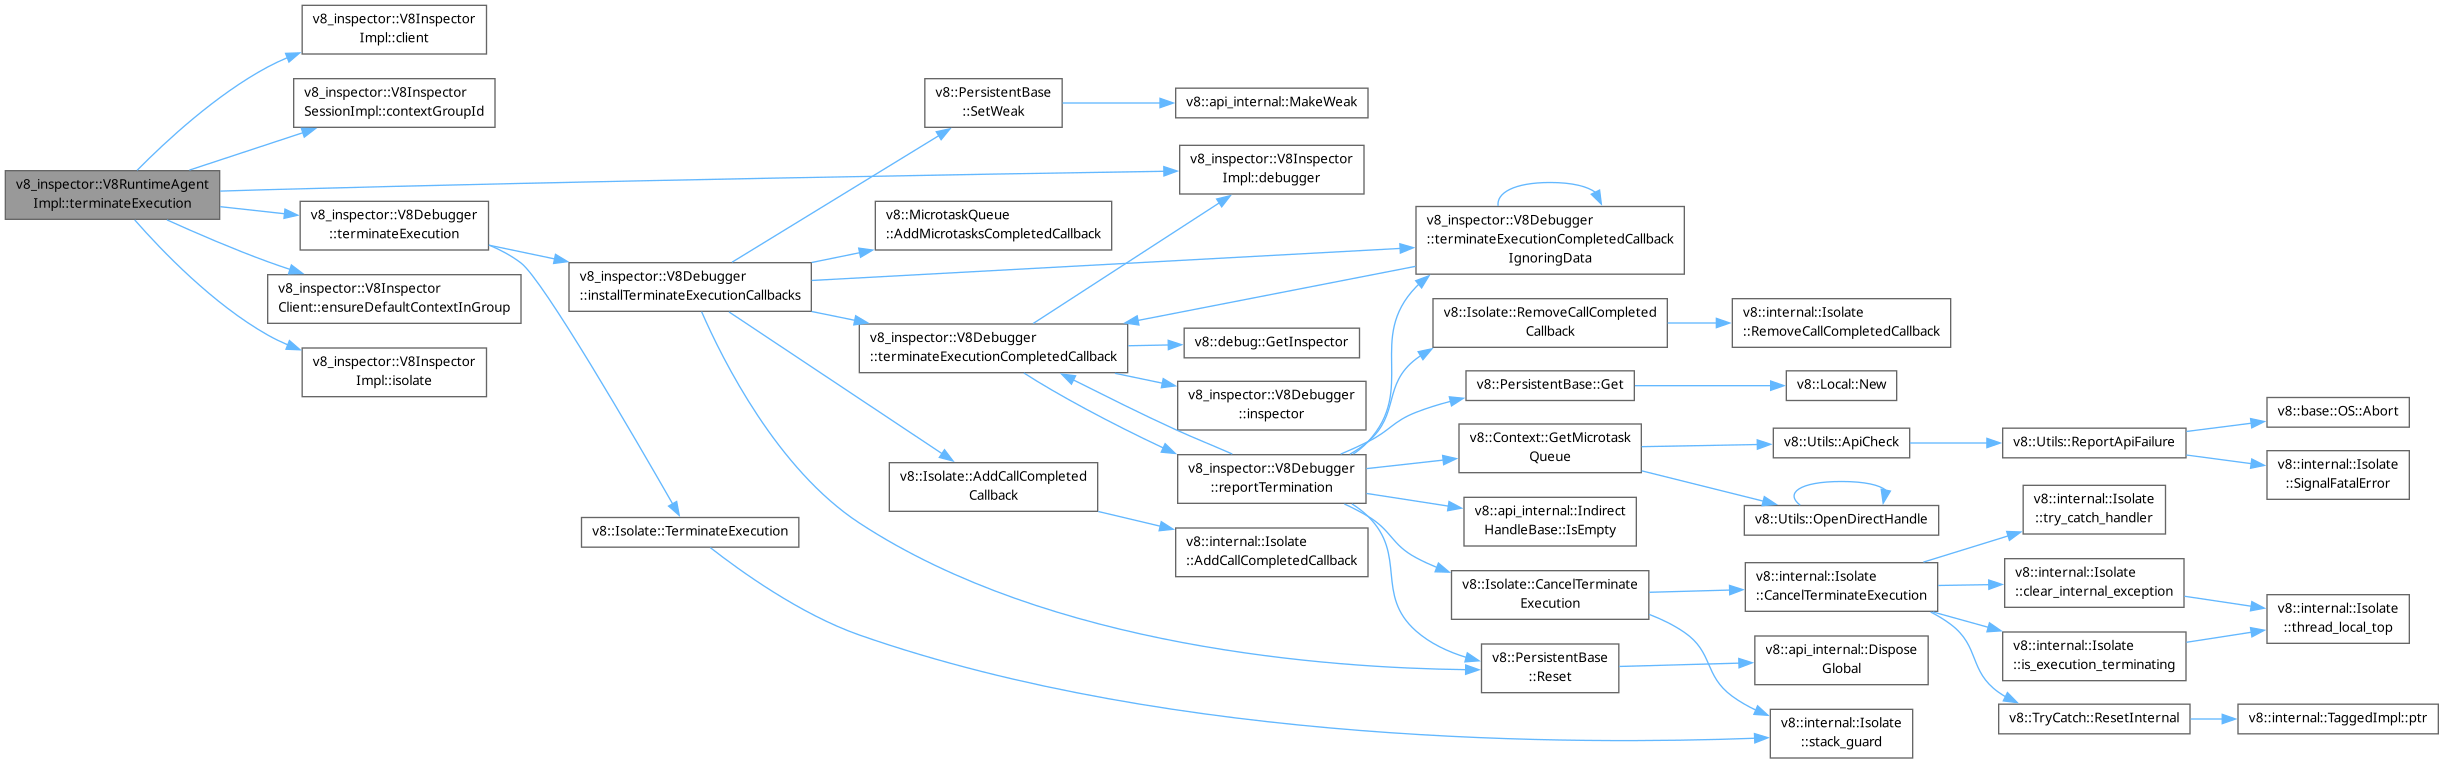 v8_inspector::V8RuntimeAgent
Impl::terminateExecution
v8_inspector::V8Inspector
Impl::client
v8_inspector::V8Inspector
SessionImpl::contextGroupId
v8_inspector::V8Debugger
::terminateExecution
v8_inspector::V8Inspector
Client::ensureDefaultContextInGroup
v8_inspector::V8Inspector
Impl::isolate
v8_inspector::V8Debugger
::installTerminateExecutionCallbacks
v8::Isolate::TerminateExecution
v8::PersistentBase
::SetWeak
v8::MicrotaskQueue
::AddMicrotasksCompletedCallback
v8_inspector::V8Debugger
::terminateExecutionCompletedCallback
v8::Isolate::AddCallCompleted
Callback
v8::api_internal::MakeWeak
v8_inspector::V8Inspector
Impl::debugger
v8::debug::GetInspector
v8_inspector::V8Debugger
::inspector
v8_inspector::V8Debugger
::reportTermination
v8::internal::Isolate
::AddCallCompletedCallback
v8_inspector::V8Debugger
::terminateExecutionCompletedCallback
IgnoringData
v8::Isolate::RemoveCallCompleted
Callback
v8::PersistentBase::Get
v8::Context::GetMicrotask
Queue
v8::api_internal::Indirect
HandleBase::IsEmpty
v8::Isolate::CancelTerminate
Execution
v8::PersistentBase
::Reset
v8::internal::Isolate
::RemoveCallCompletedCallback
v8::Local::New
v8::Utils::ApiCheck
v8::Utils::OpenDirectHandle
v8::internal::Isolate
::CancelTerminateExecution
v8::api_internal::Dispose
Global
v8::internal::Isolate
::stack_guard
v8::Utils::ReportApiFailure
v8::internal::Isolate
::try_catch_handler
v8::internal::Isolate
::clear_internal_exception
v8::internal::Isolate
::is_execution_terminating
v8::TryCatch::ResetInternal
v8::base::OS::Abort
v8::internal::Isolate
::SignalFatalError
v8::internal::Isolate
::thread_local_top
v8::internal::TaggedImpl::ptr